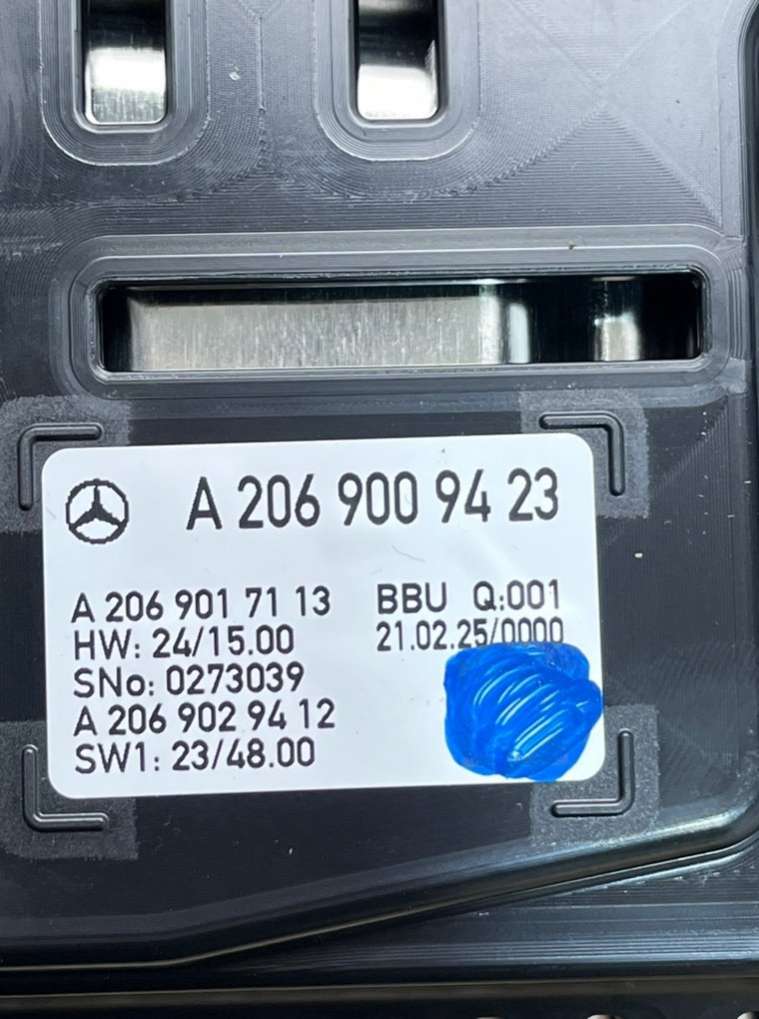 A 206 900 94 23
A 206 901 71 13 BBU Q:001
HW: 24/15.00 21.02.25/0000
SNo: 0273039
A 206 902 94 12
SW1: 23/48.00